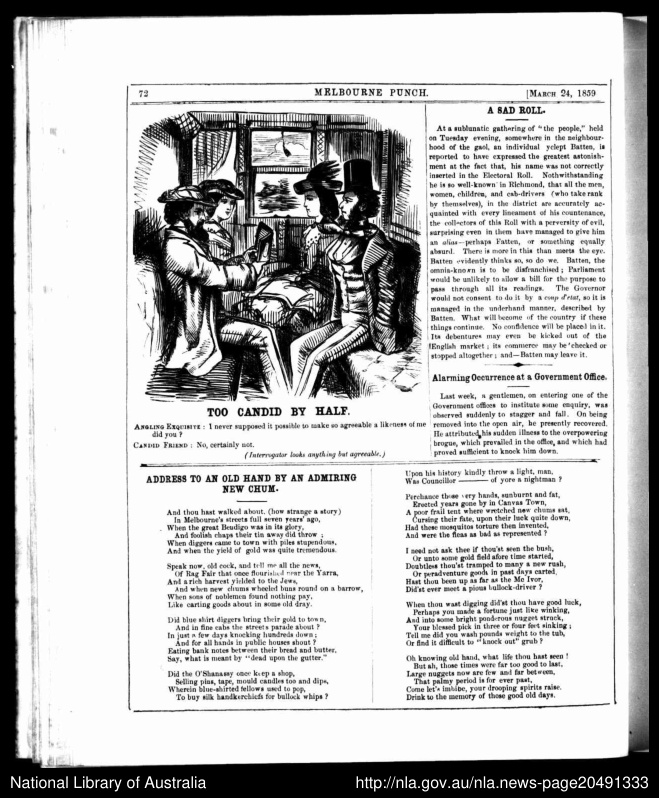 72 MELBOURNE PUNCH. [MARCH 24, 1859
TOO CANDID BY HALF.
ANGLING EXQUISITE : I never supposed it possible to make so agreeable a likeness of me
did you ?
CANDID FRIEND : No, certainly not.
(Interrogator looks anything but agreeable.)
A SAD ROLL.
At a sublunatic gathering of "the people," held
on Tuesday evening, somewhere in the neighbour-
hood of the gaol, an individual yclept Batten, is
reported to have expressed the greatest astonish-
ment at the fact that, his name was not correctly
inserted in the Electoral Roll. Nothwithstanding
he is so well-known in Richmond, that all the men,
women, children, and cab-drivers (who take rank
by themselves), in the district are accurately ac-
quainted with every lineament of his countenance,
the collectors of this Roll with a perversity of evil,
surprising even in them have managed to give him
an alias—perhaps Fatten, or something equally
absurd. There is more in this than meets the eye.
Batten evidently thinks so, so do we. Batten, the
omnia-known is to be disfranchised ; Parliament
would be unlikely to allow a bill for the purpose to
pass through all its readings. The Governor
would not consent to do it by a coup d'etat, so it is
managed in the underhand manner, described by
Batten. What will become of the country if these
things continue. No confidence will be placed in it.
Its debentures may even be kicked out of the
English market ; its commerce may be checked or
stopped altogether ; and—Batten may leave it.
Alarming Occurrence at a Government Office.
Last week, a gentlemen, on entering one of the
Government offices to institute some enquiry, was
observed suddenly to stagger and fall. On being
removed into the open air, he presently recovered.
He attributed his sudden illness to the overpowering
brogue, which prevailed in the office, and which had
proved sufficient to knock him down.
ADDRESS TO AN OLD HAND BY AN ADMIRING
NEW CHUM.
And thou hast walked about. (how strange a story)
In Melbourne's streets full seven years' ago,
When the great Bendigo was in its glory,
And foolish chaps their tin away did throw ;
When diggers came to town with piles stupendous,
And when the yield of gold was quite tremendous.
Speak now, old cock, and tell me all the news,
Of Rag Fair that once flourished near the Yarra,
And a rich harvest yielded to the Jews,
And when new chums wheeled buns round on a barrow,
When sons of noblemen found nothing pay,
Like carting goods about in some old dray.
Did blue shirt diggers bring their gold to town,
And in fine cabs the streets parade about ?
In just a few days knocking hundreds down ;
And for all hands in public houses shout ?
Eating bank notes between their bread and butter,
Say, what is meant by "dead upon the gutter."
Did the O'Shanassy once keep a shop,
Selling pins, tape, mould candles too and dips,
Wherein blue-shirted fellows used to pop,
To buy silk handkerchiefs for bullock whips ?
Upon his history kindly throw a light, man,
Was Councillor ——— of yore a nightman ?
Perchance those very hands, sunburnt and fat,
Erected years gone by in Canvas Town,
A poor frail tent where wretched new chums sat,
Cursing their fate, upon their luck quite down,
Had these mosquitos torture then invented,
And were the fleas as bad as represented ?
I need not ask thee if thou'st seen the bush,
Or unto some gold field afore time started,
Doubtless thou'st tramped to many a new rush,
Or peradventure goods in past days carted,
Hast thou been up as far as the Mc Ivor,
Did'st ever meet a pious bullock-driver ?
When thou wast digging did'st thou have good luck,
Perhaps you made a fortune just like winking,
And into some bright pond'rous nugget struck,
Your blessed pick in three or four feet sinking ;
Tell me did you wash pounds weight to the tub,
Or find it difficult to "knock out" grub ?
Oh knowing old hand, what life thou hast seen !
But ah, those times were far too good to last,
Large nuggets now are few and far between,
That palmy period is for ever past,
Come let's imbibe, your drooping spirits raise.
Drink to the memory of those good old days.
National Library of Australia http://nla.gov.au/nla.news-page20491333